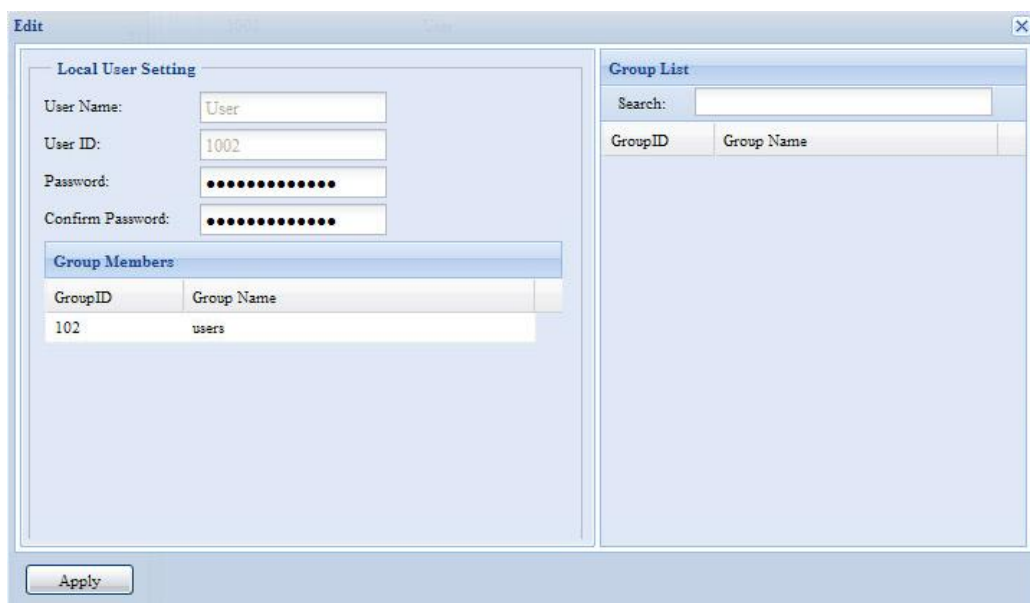 Edit
Local User Setting
User Name: User
User ID: 1002
Password: •••••••••••••
Confirm Password: •••••••••••••
Group Members
GroupID Group Name
102 users
Group List
Search:
GroupID Group Name
Apply